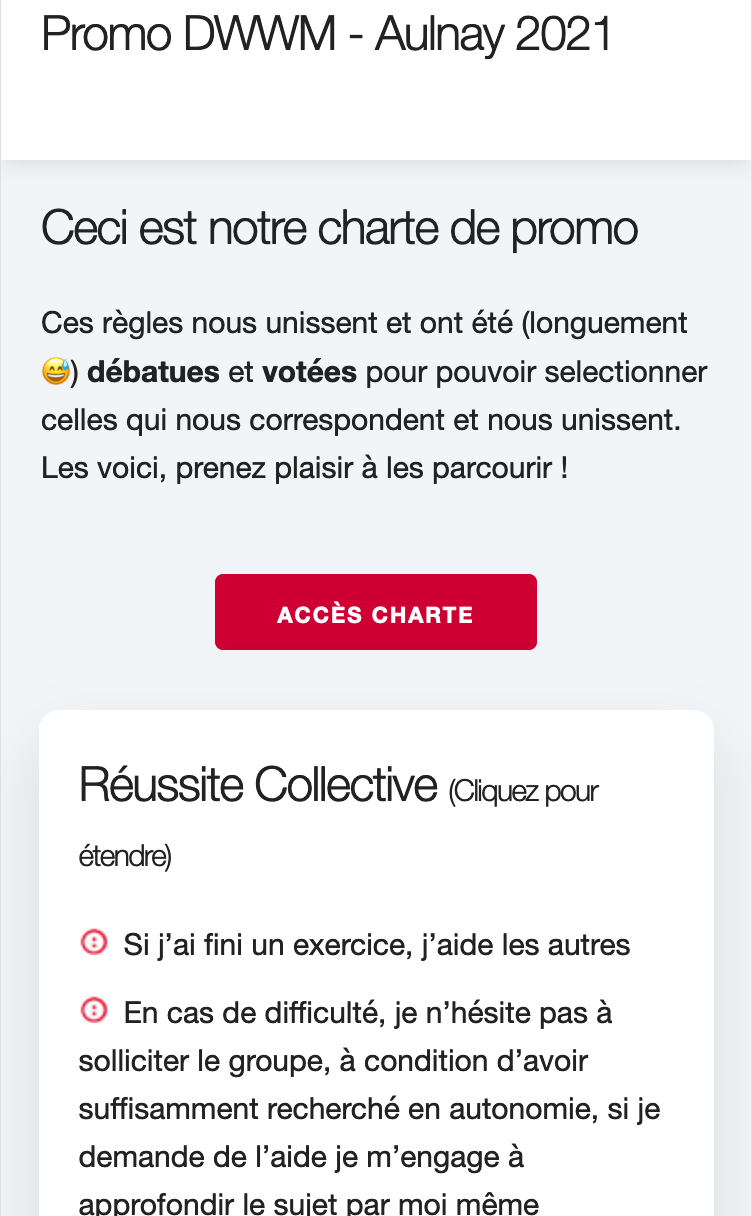 Promo DWWM - Aulnay 2021
Ceci est notre charte de promo
Ces règles nous unissent et ont été (longuement
😅) débatues et votées pour pouvoir selectionner
celles qui nous correspondent et nous unissent.
Les voici, prenez plaisir à les parcourir !
ACCÈS CHARTE
Réussite Collective (Cliquez pour
étendre)
Si j’ai fini un exercice, j’aide les autres
En cas de difficulté, je n’hésite pas à
solliciter le groupe, à condition d’avoir
suffisamment recherché en autonomie, si je
demande de l’aide je m’engage à
approfondir le sujet par moi même